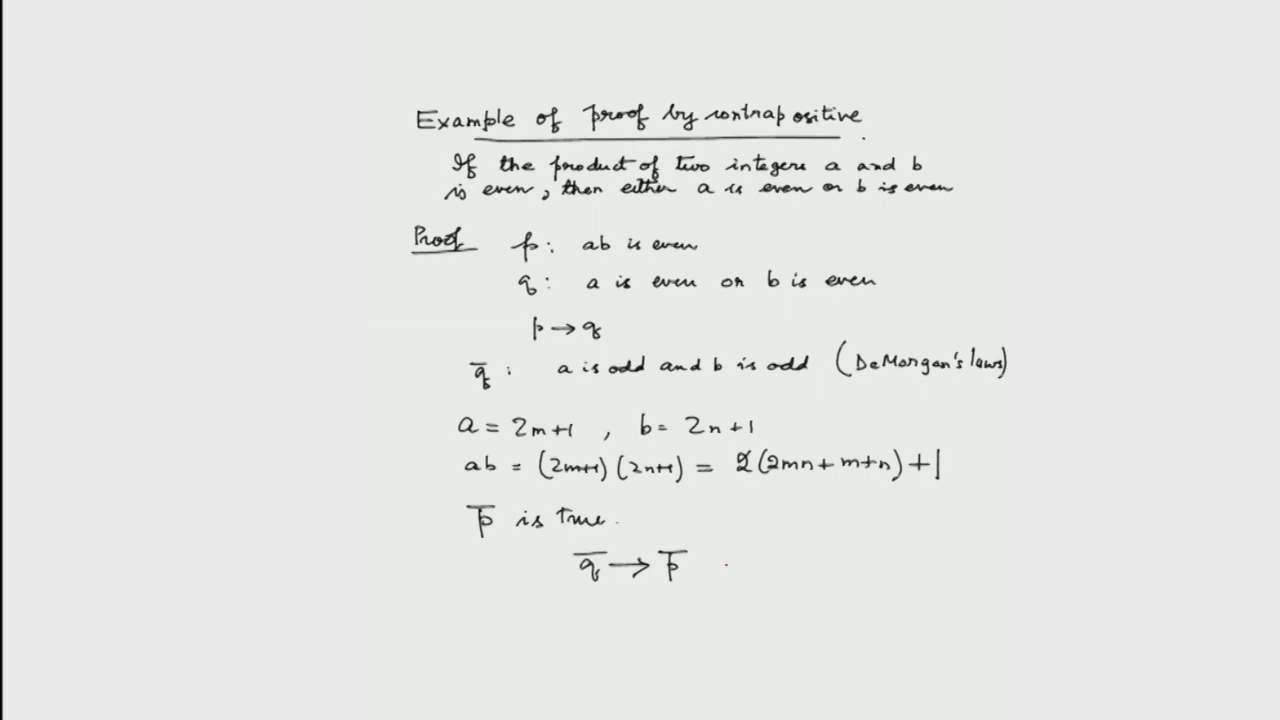 Example of proof by contrapositive
If the product of two integers a and b
is even, then either a is even or b is even
Proof p : ab is even
q : a is even or b is even
p → q
q̅ : a is odd and b is odd (DeMorgan's laws)
a = 2m+1 , b = 2n+1
ab = (2m+1)(2n+1) = 2(2mn+m+n)+1
p̅ is true.
q̅ → p̅